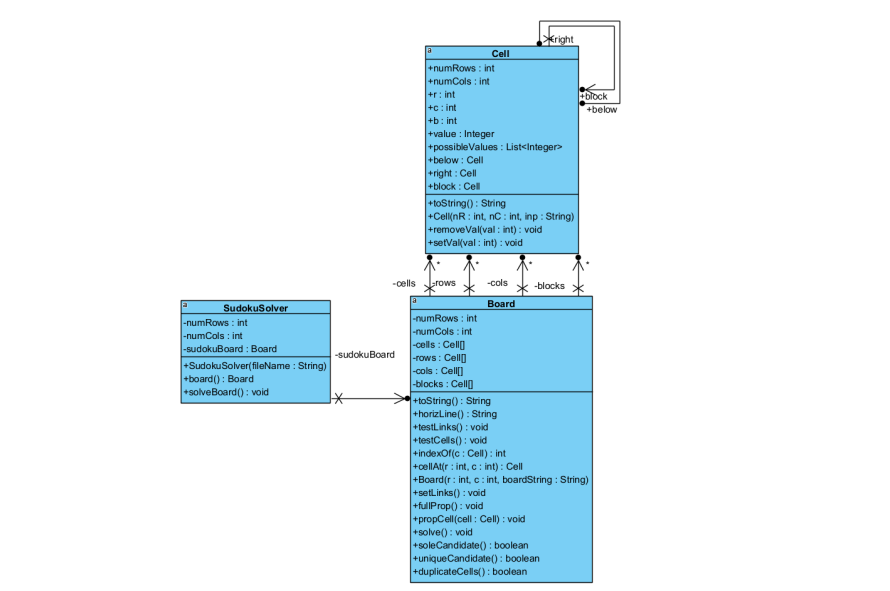 +right
a
Cell
+numRows : int
+numCols : int
+r : int
+c : int
+b : int
+value : Integer
+possibleValues : List<Integer>
+below : Cell
+right : Cell
+block : Cell
+block
+below
+toString() : String
+Cell(nR : int, nC : int, inp : String)
+removeVal(val : int) : void
+setVal(val : int) : void
* * * *
-cells -rows -cols -blocks
a
SudokuSolver
-numRows : int
-numCols : int
-sudokuBoard : Board
+SudokuSolver(fileName : String)
+board() : Board
+solveBoard() : void
-sudokuBoard
a
Board
-numRows : int
-numCols : int
-cells : Cell[]
-rows : Cell[]
-cols : Cell[]
-blocks : Cell[]
+toString() : String
+horizLine() : String
+testLinks() : void
+testCells() : void
+indexOf(c : Cell) : int
+cellAt(r : int, c : int) : Cell
+Board(r : int, c : int, boardString : String)
+setLinks() : void
+fullProp() : void
+propCell(cell : Cell) : void
+solve() : void
+soleCandidate() : boolean
+uniqueCandidate() : boolean
+duplicateCells() : boolean